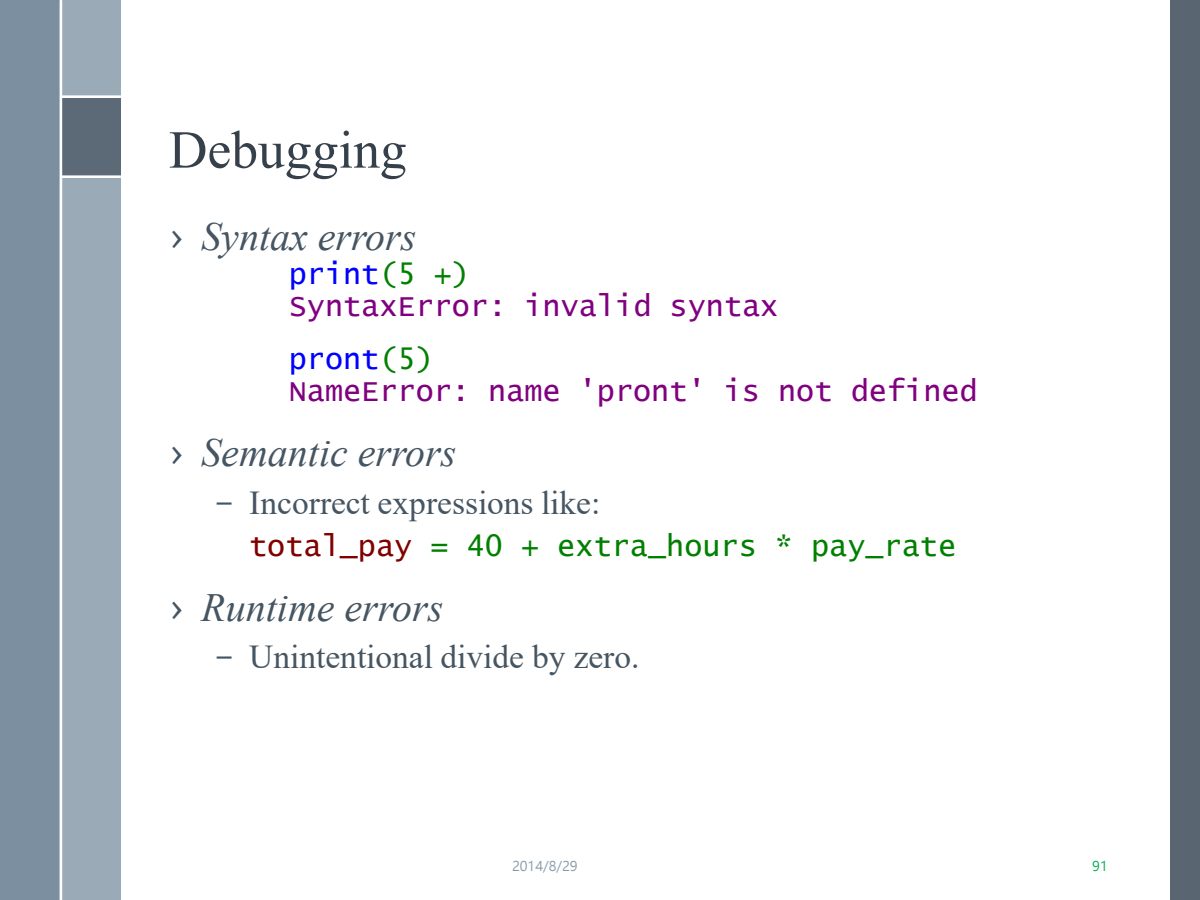 Debugging
› Syntax errors
print(5 +)
SyntaxError: invalid syntax
pront(5)
NameError: name 'pront' is not defined
› Semantic errors
– Incorrect expressions like:
total_pay = 40 + extra_hours * pay_rate
› Runtime errors
– Unintentional divide by zero.
2014/8/29
91